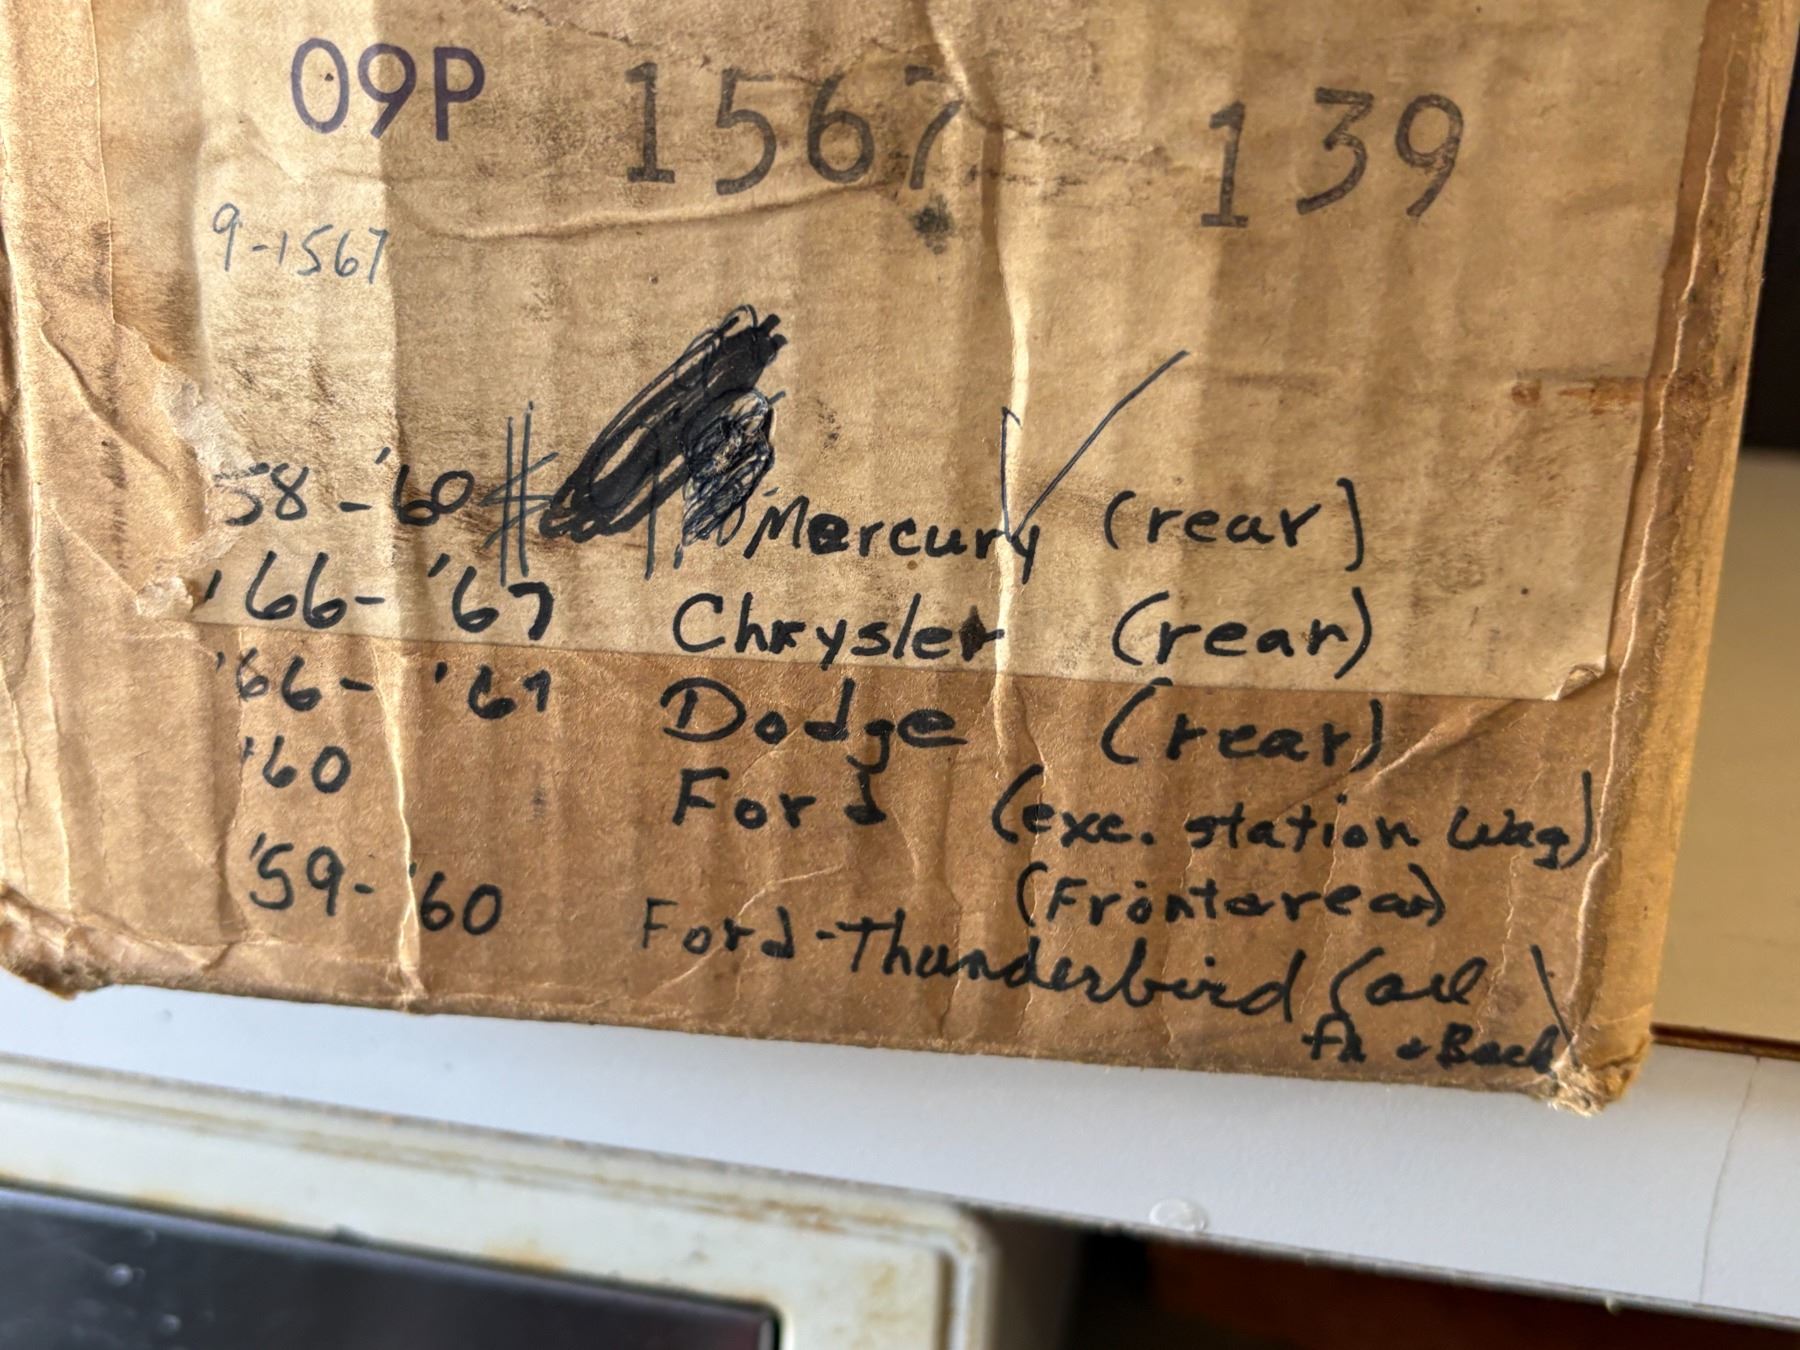 09P 1567 139
9-1567
'58-'60 $ Mercury (rear)
'66-'67 Chrysler (rear)
'66-'67 Dodge (rear)
'60 Ford (exc. station wag)
(Front&rear)
'59-'60 Ford-Thunderbird (all
& Back)